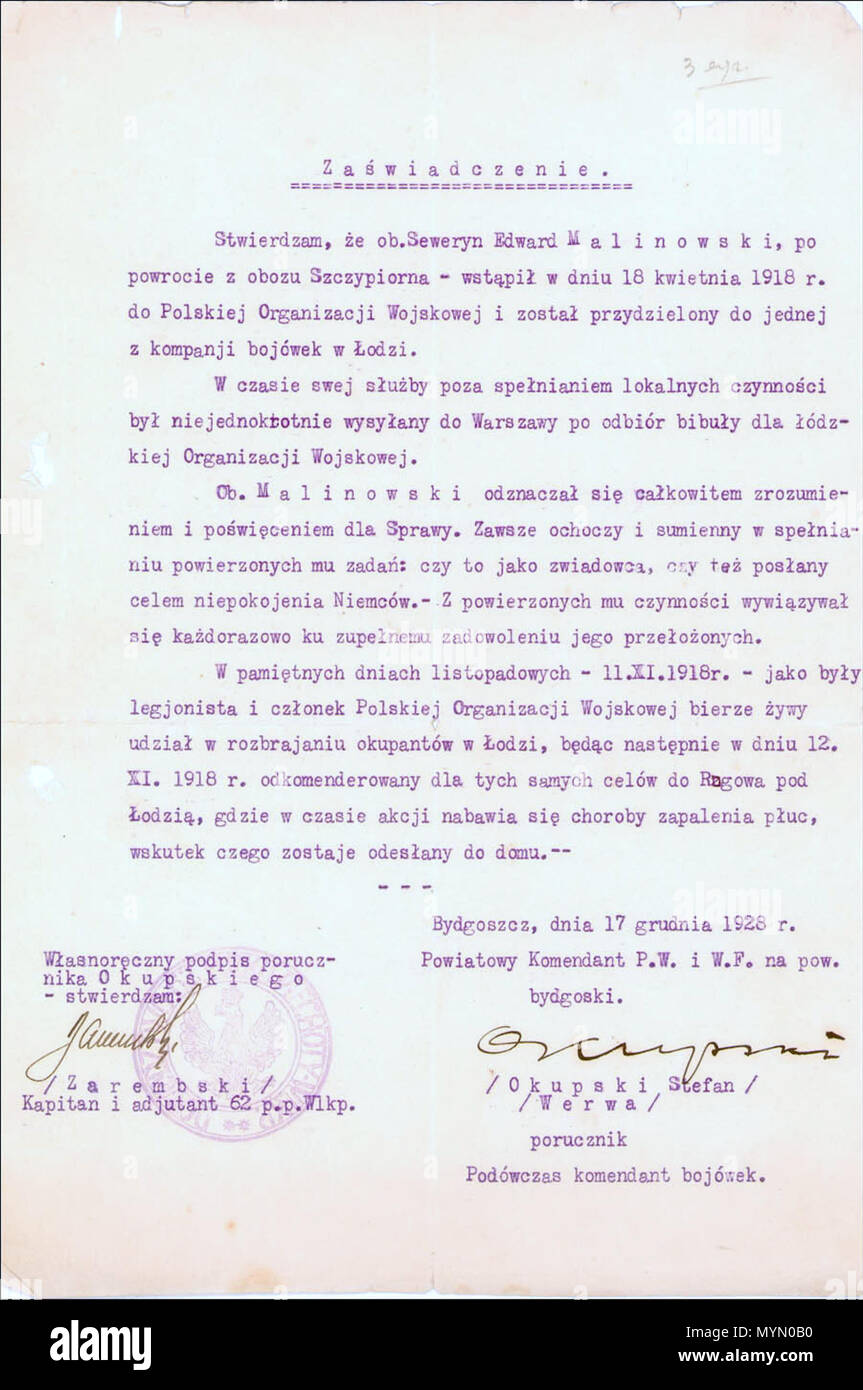 3 egz.
Z a ś w i a d c z e n i e .
================================
Stwierdzam, że ob.Seweryn Edward M a l i n o w s k i, po
powrocie z obozu Szczypiorna - wstąpił w dniu 18 kwietnia 1918 r.
do Polskiej Organizacji Wojskowej i został przydzielony do jednej
z kompanji bojówek w Łodzi.
W czasie swej służby poza spełnianiem lokalnych czynności
był niejednokrotnie wysyłany do Warszawy po odbiór bibuły dla łódz-
kiej Organizacji Wojskowej.
Ob. M a l i n o w s k i odznaczał się całkowitem zrozumie-
niem i poświęceniem dla Sprawy. Zawsze ochoczy i sumienny w spełnia-
niu powierzonych mu zadań: czy to jako zwiadowca, czy też posłany
celem niepokojenia Niemców.- Z powierzonych mu czynności wywiązywał
się każdorazowo ku zupełnemu zadowoleniu jego przełożonych.
W pamiętnych dniach listopadowych - 11.XI.1918r. - jako były
legjonista i członek Polskiej Organizacji Wojskowej bierze żywy
udział w rozbrajaniu okupantów w Łodzi, będąc następnie w dniu 12.
XI. 1918 r. odkomenderowany dla tych samych celów do Rogowa pod
Łodzią, gdzie w czasie akcji nabawia się choroby zapalenia płuc,
wskutek czego zostaje odesłany do domu.--
- - -
Bydgoszcz, dnia 17 grudnia 1928 r.
Powiatowy Komendant P.W. i W.F. na pow.
bydgoski.
Okupski
/ O k u p s k i Stefan /
/ W e r w a /
porucznik
Podówczas komendant bojówek.
Własnoręczny podpis porucz-
nika O k u p s k i e g o
- stwierdzam:
/ Z a r e m b s k i /
Kapitan i adjutant 62 p.p.Wlkp.
alamy
Image ID: MYN0B0
www.alamy.com